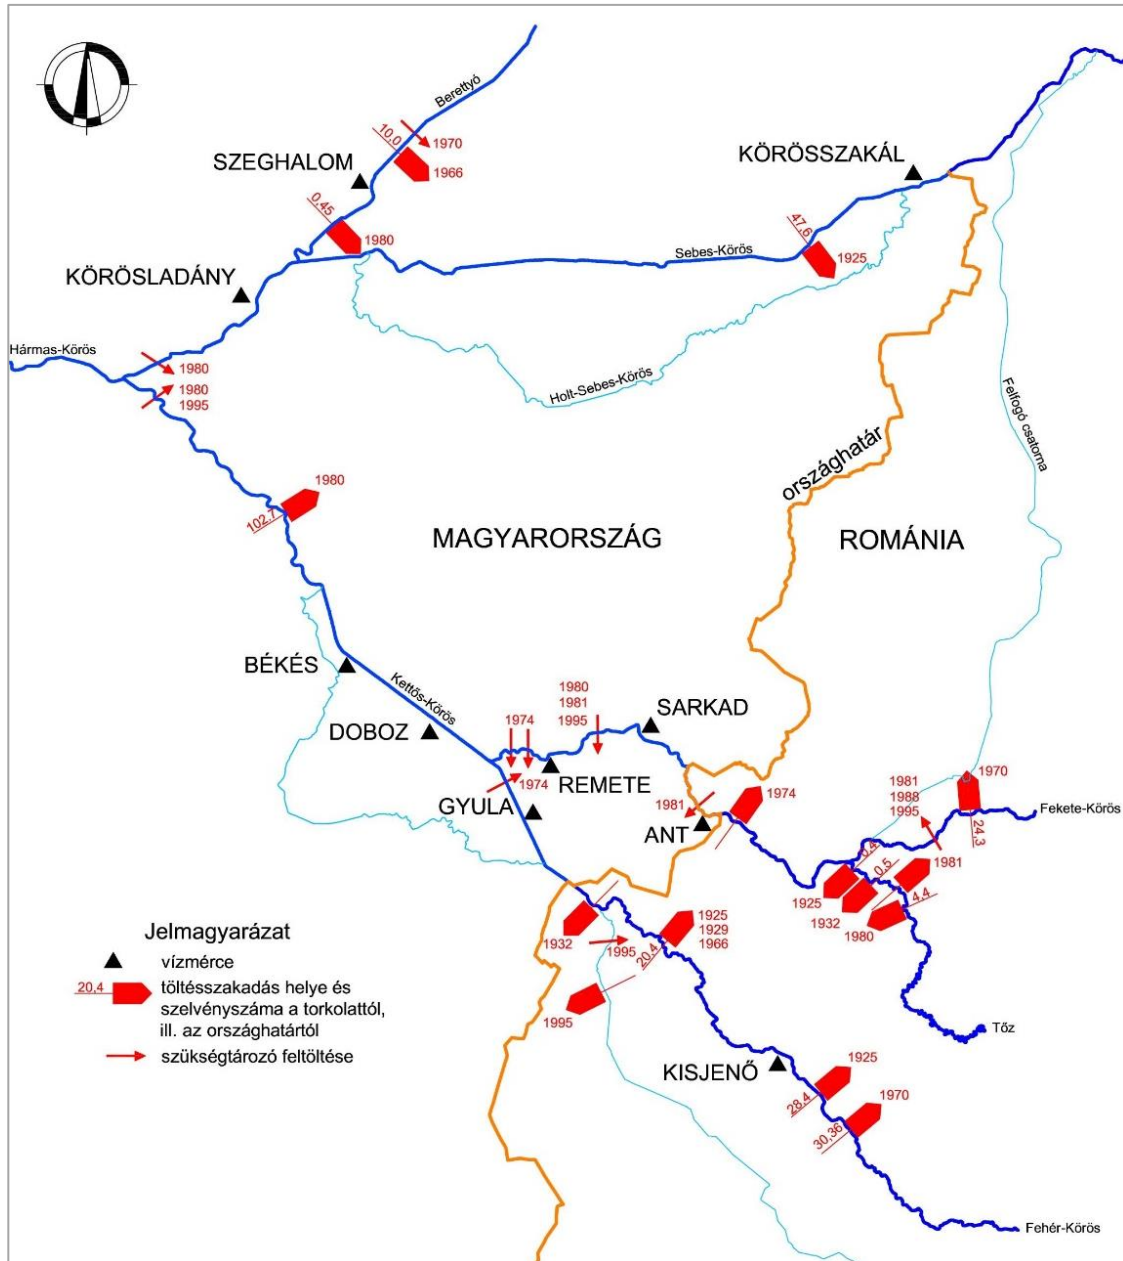 Berettyó
10,0
1970
1966
SZEGHALOM
KÖRÖSSZAKÁL
0,45
1980
47,6
Sebes-Körös
1925
KÖRÖSLADÁNY
Hármas-Körös
1980
1980
1995
Holt-Sebes-Körös
Felfogó csatorna
országhatár
1980
102,7
MAGYARORSZÁG
ROMÁNIA
BÉKÉS
Kettős-Körös
1980
1981
1995
SARKAD
DOBOZ
1974
REMETE
1974
GYULA
1981
ANT
1974
1981
1988
1995
1970
Fekete-Körös
24,3
0,4
0,5
1981
4,4
1925
1932
1980
1932
1995
1925
1929
1966
20,4
1995
Tőz
KISJENŐ
1925
28,4
1970
30,36
Fehér-Körös
Jelmagyarázat
vízmérce
20,4
töltésszakadás helye és
szelvényszáma a torkolattól,
ill. az országhatártól
szükségtározó feltöltése